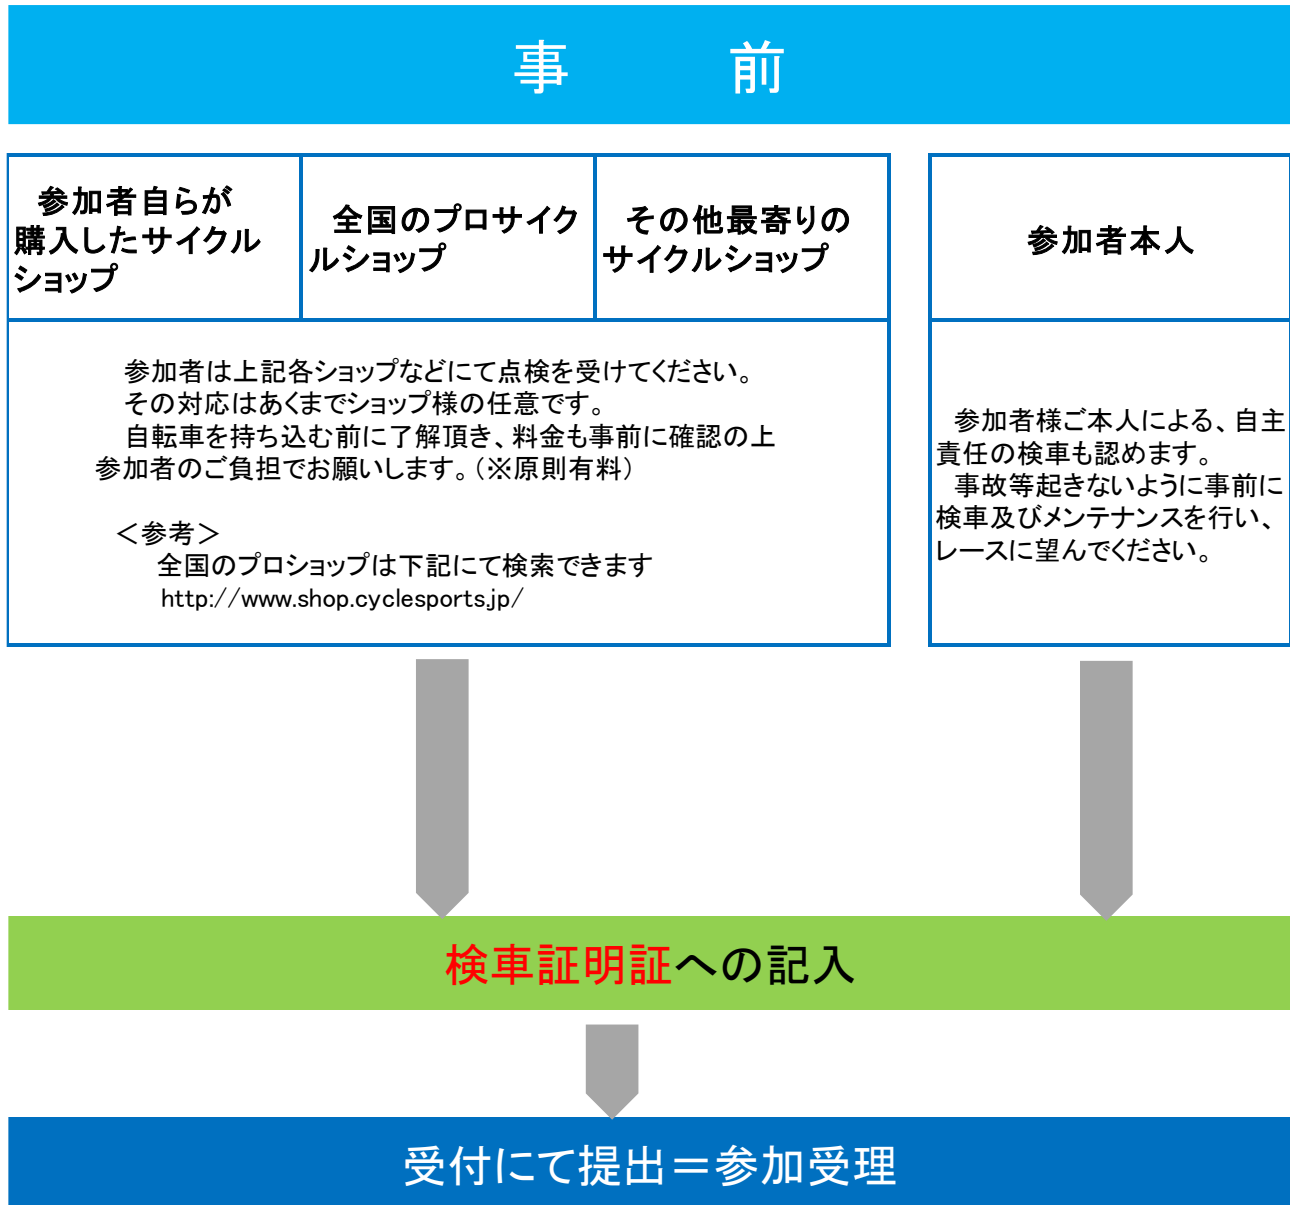 事　前
参加者自らが
購入したサイクル
ショップ
全国のプロサイク
ルショップ
その他最寄りの
サイクルショップ
参加者本人
参加者は上記各ショップなどにて点検を受けてください。
その対応はあくまでショップ様の任意です。
自転車を持ち込む前に了解頂き、料金も事前に確認の上
参加者のご負担でお願いします。（※原則有料）
＜参考＞
全国のプロショップは下記にて検索できます
http://www.shop.cyclesports.jp/
参加者様ご本人による、自主
責任の検車も認めます。
事故等起きないように事前に
検車及びメンテナンスを行い、
レースに望んでください。
検車証明証への記入
受付にて提出＝参加受理